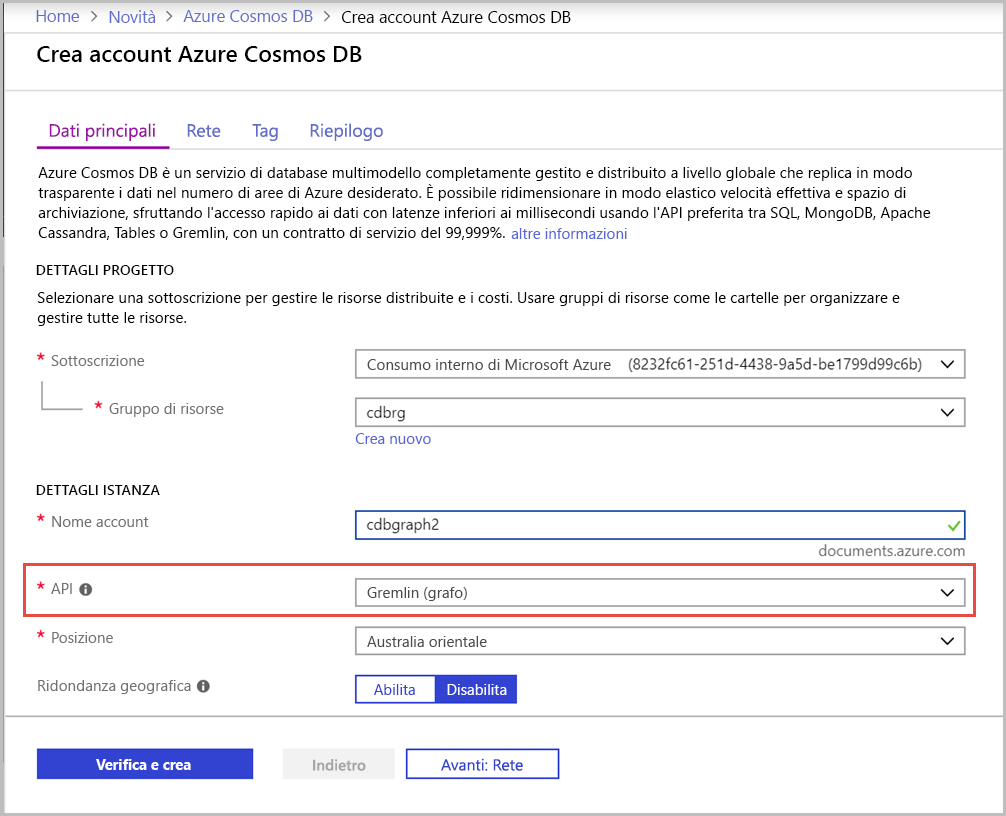 Home > Novità > Azure Cosmos DB > Crea account Azure Cosmos DB
Crea account Azure Cosmos DB
Dati principali Rete Tag Riepilogo
Azure Cosmos DB è un servizio di database multimodello completamente gestito e distribuito a livello globale che replica in modo
trasparente i dati nel numero di aree di Azure desiderato. È possibile ridimensionare in modo elastico velocità effettiva e spazio di
archiviazione, sfruttando l'accesso rapido ai dati con latenze inferiori ai millisecondi usando l'API preferita tra SQL, MongoDB, Apache
Cassandra, Tables o Gremlin, con un contratto di servizio del 99,999%. altre informazioni
DETTAGLI PROGETTO
Selezionare una sottoscrizione per gestire le risorse distribuite e i costi. Usare gruppi di risorse come le cartelle per organizzare e
gestire tutte le risorse.
* Sottoscrizione Consumo interno di Microsoft Azure (8232fc61-251d-4438-9a5d-be1799d99c6b)
* Gruppo di risorse cdbrg
Crea nuovo
DETTAGLI ISTANZA
* Nome account cdbgraph2
documents.azure.com
* API Gremlin (grafo)
* Posizione Australia orientale
Ridondanza geografica Abilita Disabilita
Verifica e crea Indietro Avanti: Rete